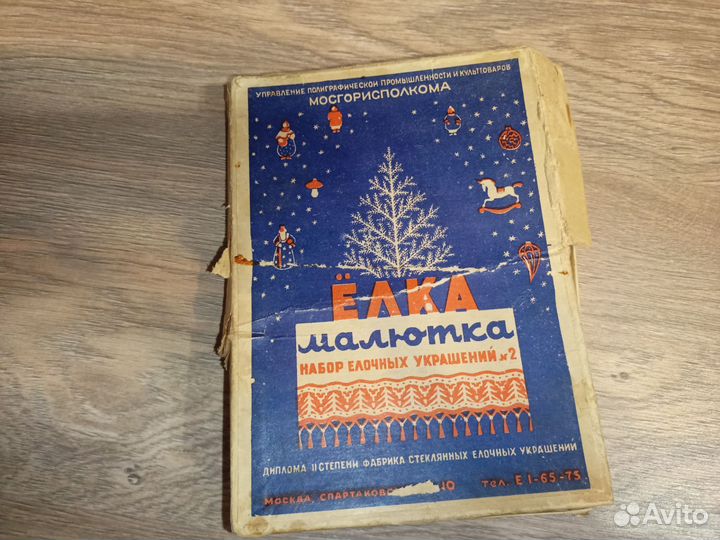 УПРАВЛЕНИЕ ПОЛИГРАФИЧЕСКОЙ ПРОМЫШЛЕННОСТИ И КУЛЬТТОВАРОВ
МОСГОРИСПОЛКОМА
ЁЛКА
малютка
НАБОР ЕЛОЧНЫХ УКРАШЕНИЙ №2
ДИПЛОМА II СТЕПЕНИ ФАБРИКА СТЕКЛЯННЫХ ЕЛОЧНЫХ УКРАШЕНИЙ
МОСКВА, ТЕЛ. Е 1-65-75
Avito